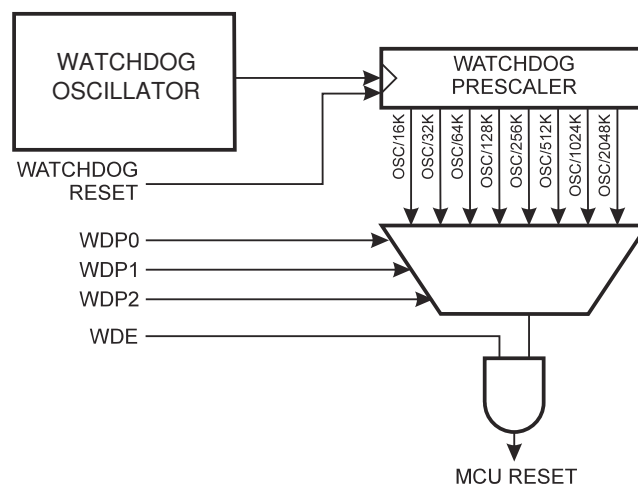 WATCHDOG
OSCILLATOR
WATCHDOG
PRESCALER
OSC/16K
OSC/32K
OSC/64K
OSC/128K
OSC/256K
OSC/512K
OSC/1024K
OSC/2048K
WATCHDOG
RESET
WDP0
WDP1
WDP2
WDE
MCU RESET